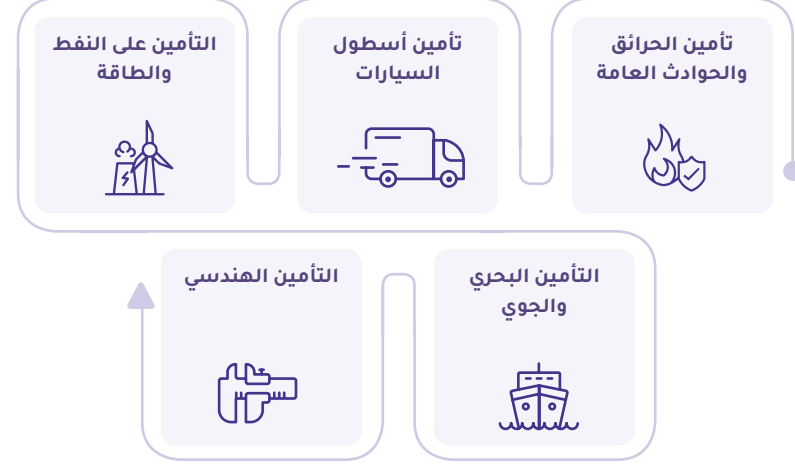 تأمين الحرائق
والحوادث العامة
تأمين أسطول
السيارات
التأمين على النفط
والطاقة
التأمين البحري
والجوي
التأمين الهندسي